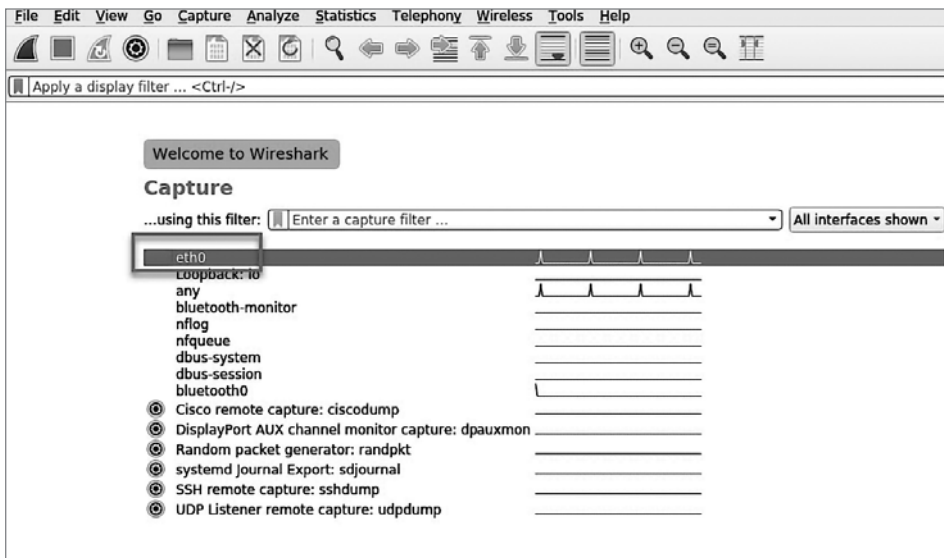 File Edit View Go Capture Analyze Statistics Telephony Wireless Tools Help
Apply a display filter ... <Ctrl-/>
Welcome to Wireshark
Capture
...using this filter: Enter a capture filter ... All interfaces shown
eth0
Loopback: lo
any
bluetooth-monitor
nflog
nfqueue
dbus-system
dbus-session
bluetooth0
Cisco remote capture: ciscodump
DisplayPort AUX channel monitor capture: dpauxmon
Random packet generator: randpkt
systemd Journal Export: sdjournal
SSH remote capture: sshdump
UDP Listener remote capture: udpdump